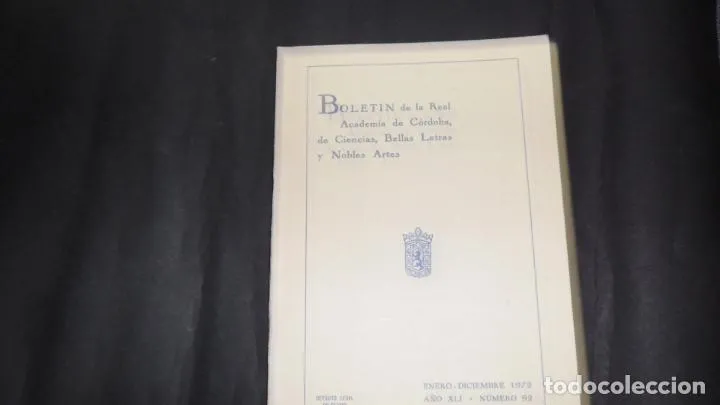 BOLETIN de la Real
Academia de Córdoba,
de Ciencias, Bellas Letras
y Nobles Artes
ENERO-DICIEMBRE 1972
AÑO XLI · NÚMERO 92
todocoleccion